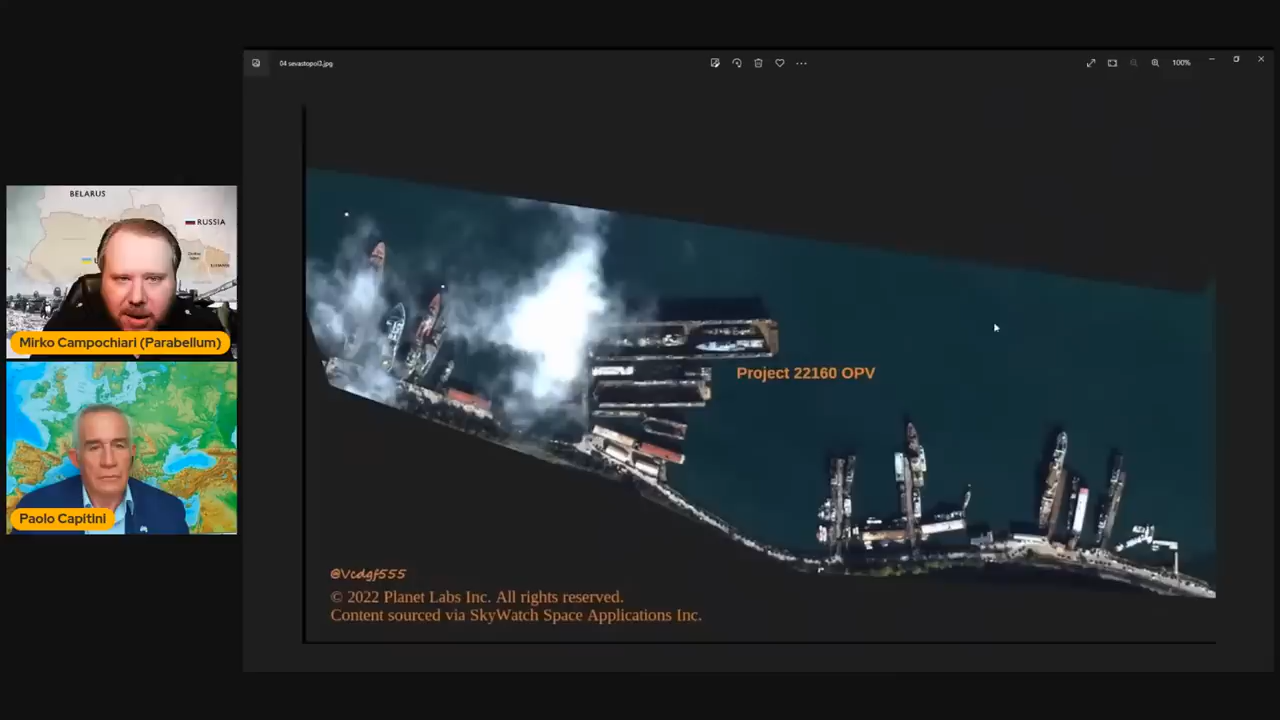 04 sevastopol3.jpg
100%
BELARUS
RUSSIA
Mirko Campochiari (Parabellum)
Paolo Capitini
Project 22160 OPV
@Vcdgf555
© 2022 Planet Labs Inc. All rights reserved.
Content sourced via SkyWatch Space Applications Inc.